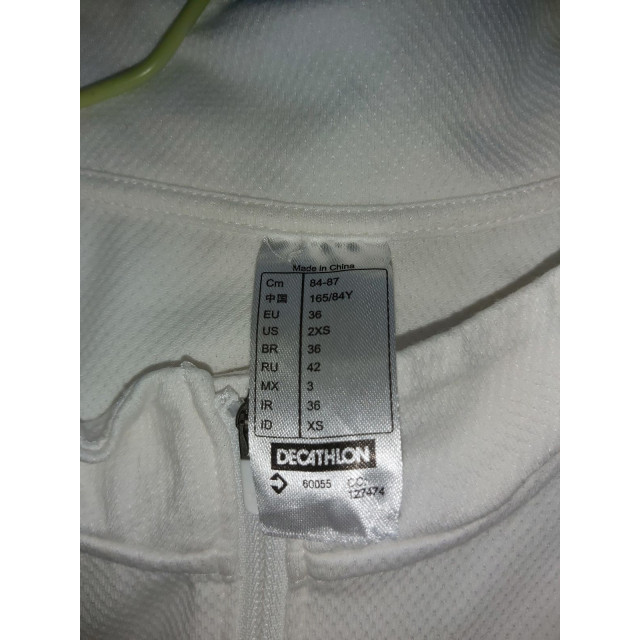 Made in China
Cm 84-87
中国 165/84Y
EU 36
US 2XS
BR 36
RU 42
MX 3
IR 36
ID XS
DECATHLON
60055 CC:
127474